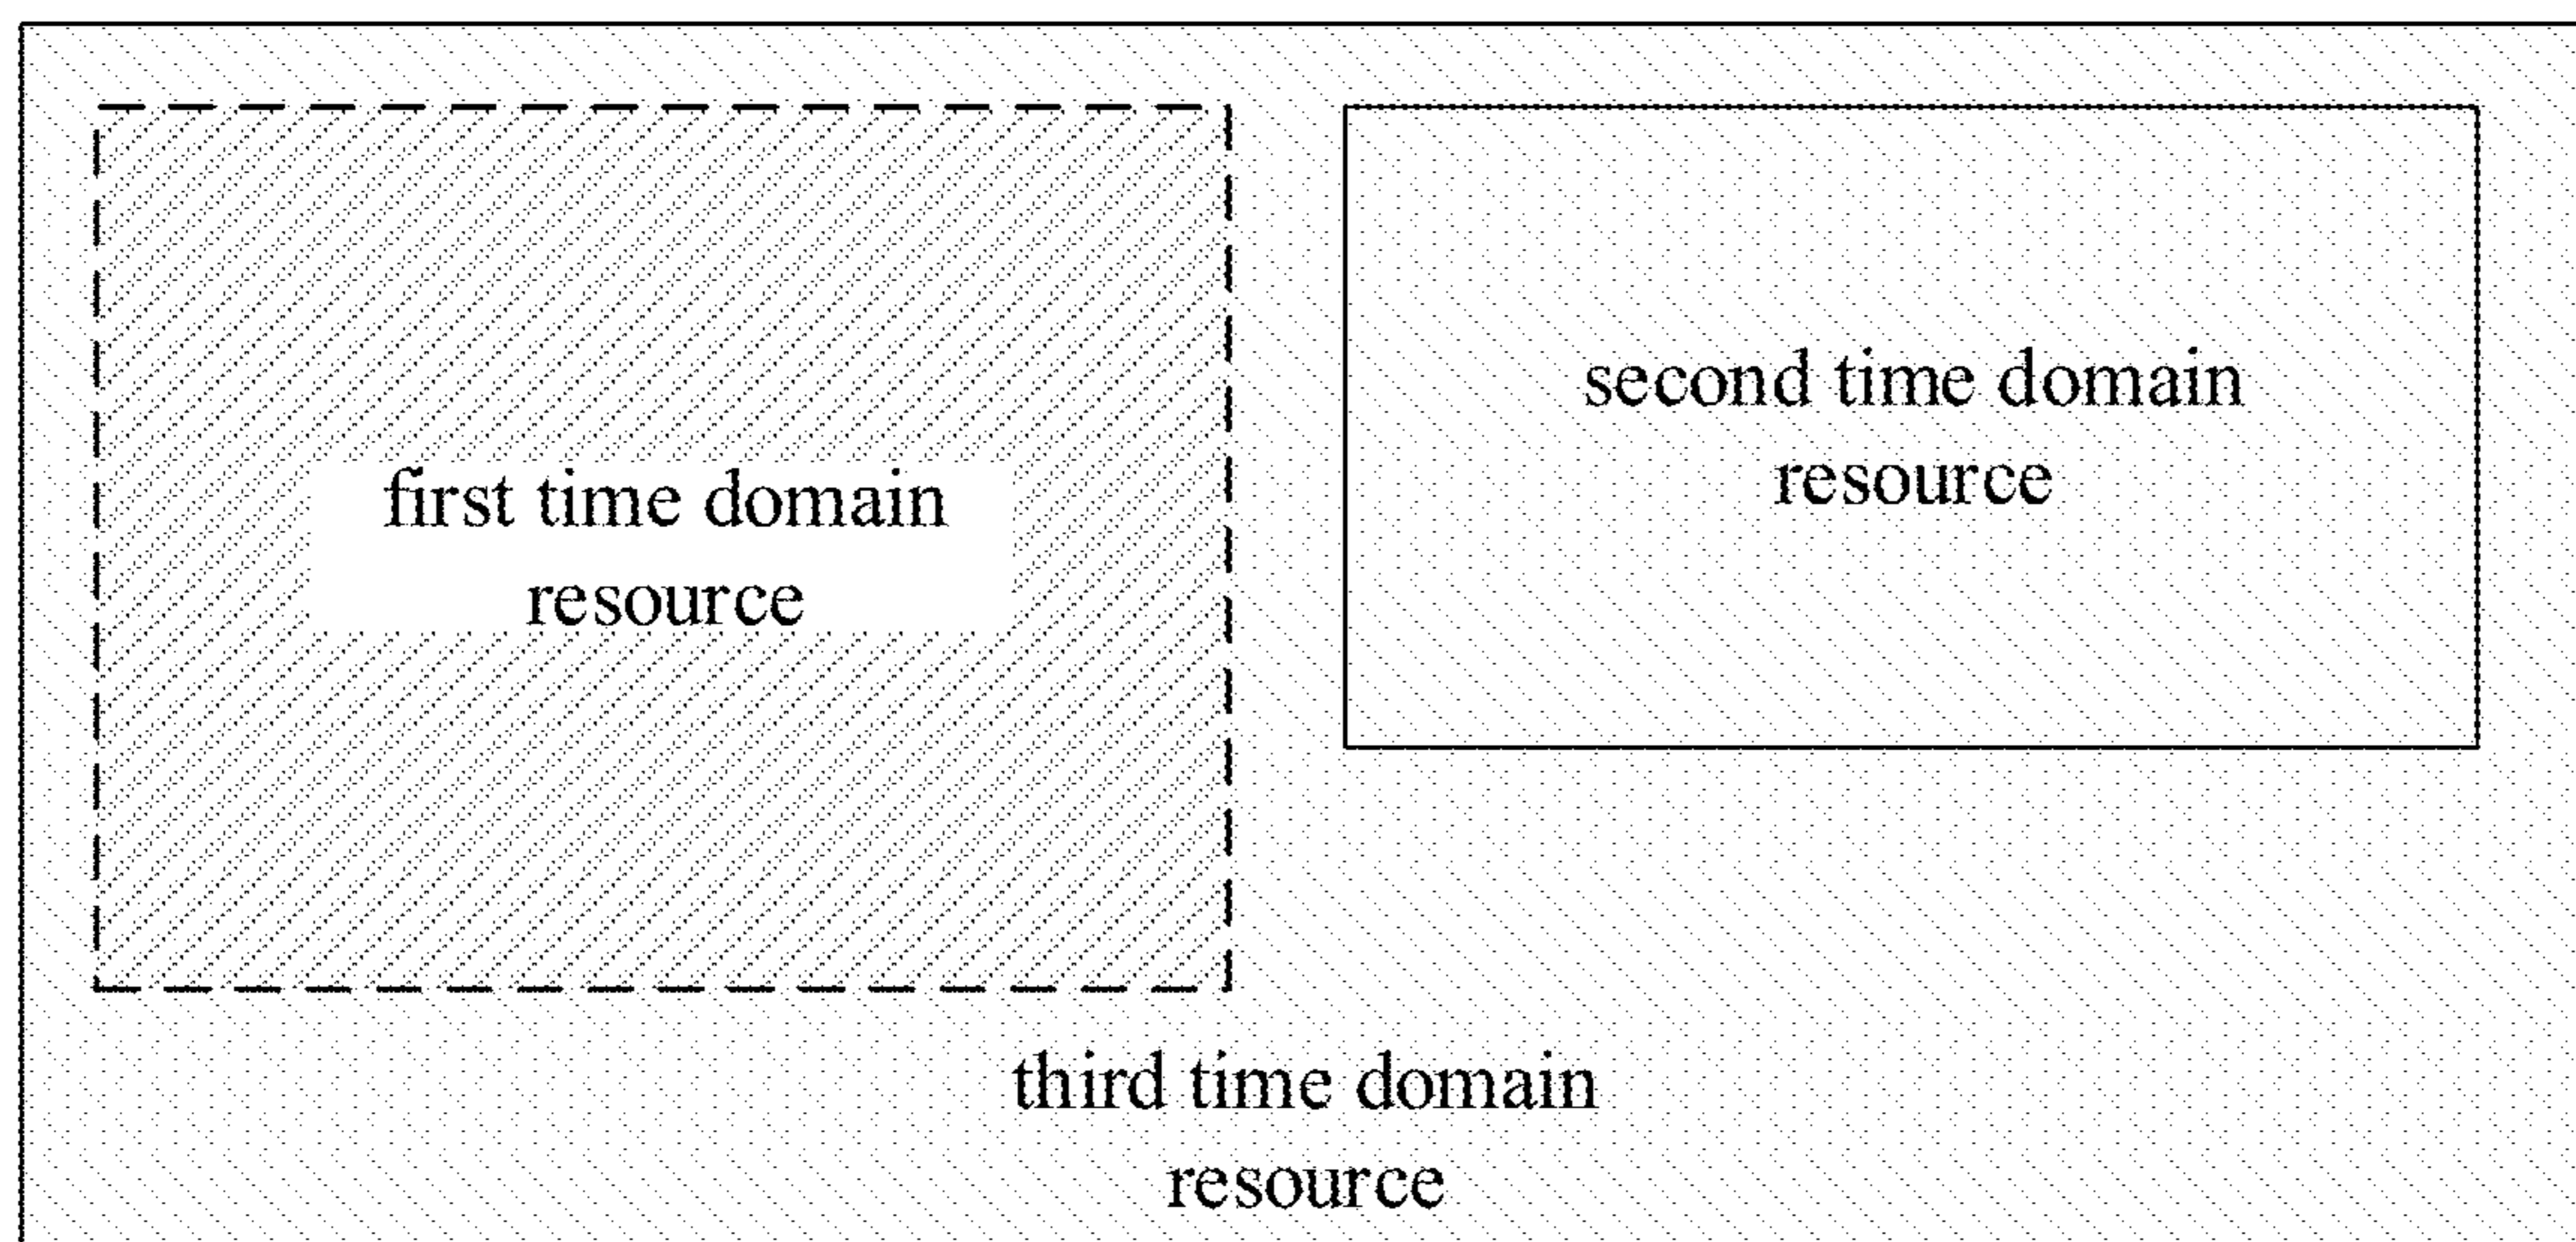 first time domain
resource
second time domain
resource
third time domain
resource